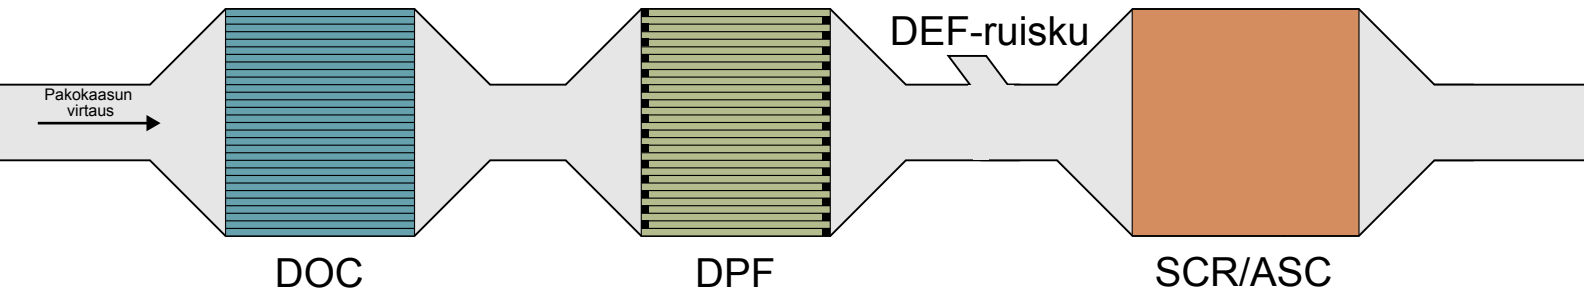 DEF-ruisku
Pakokaasun
virtaus
DOC
DPF
SCR/ASC